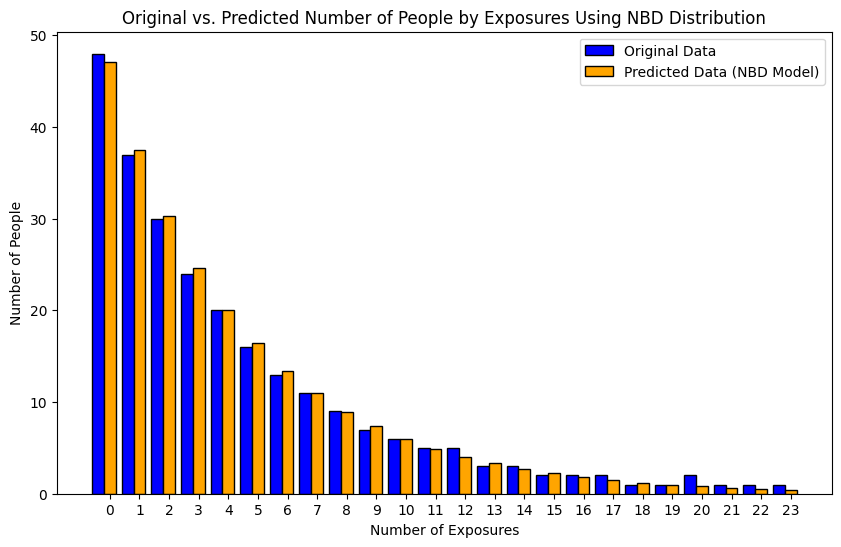 Original vs. Predicted Number of People by Exposures Using NBD Distribution
Original Data
Predicted Data (NBD Model)
Number of People
50
40
30
20
10
0
0 1 2 3 4 5 6 7 8 9 10 11 12 13 14 15 16 17 18 19 20 21 22 23
Number of Exposures